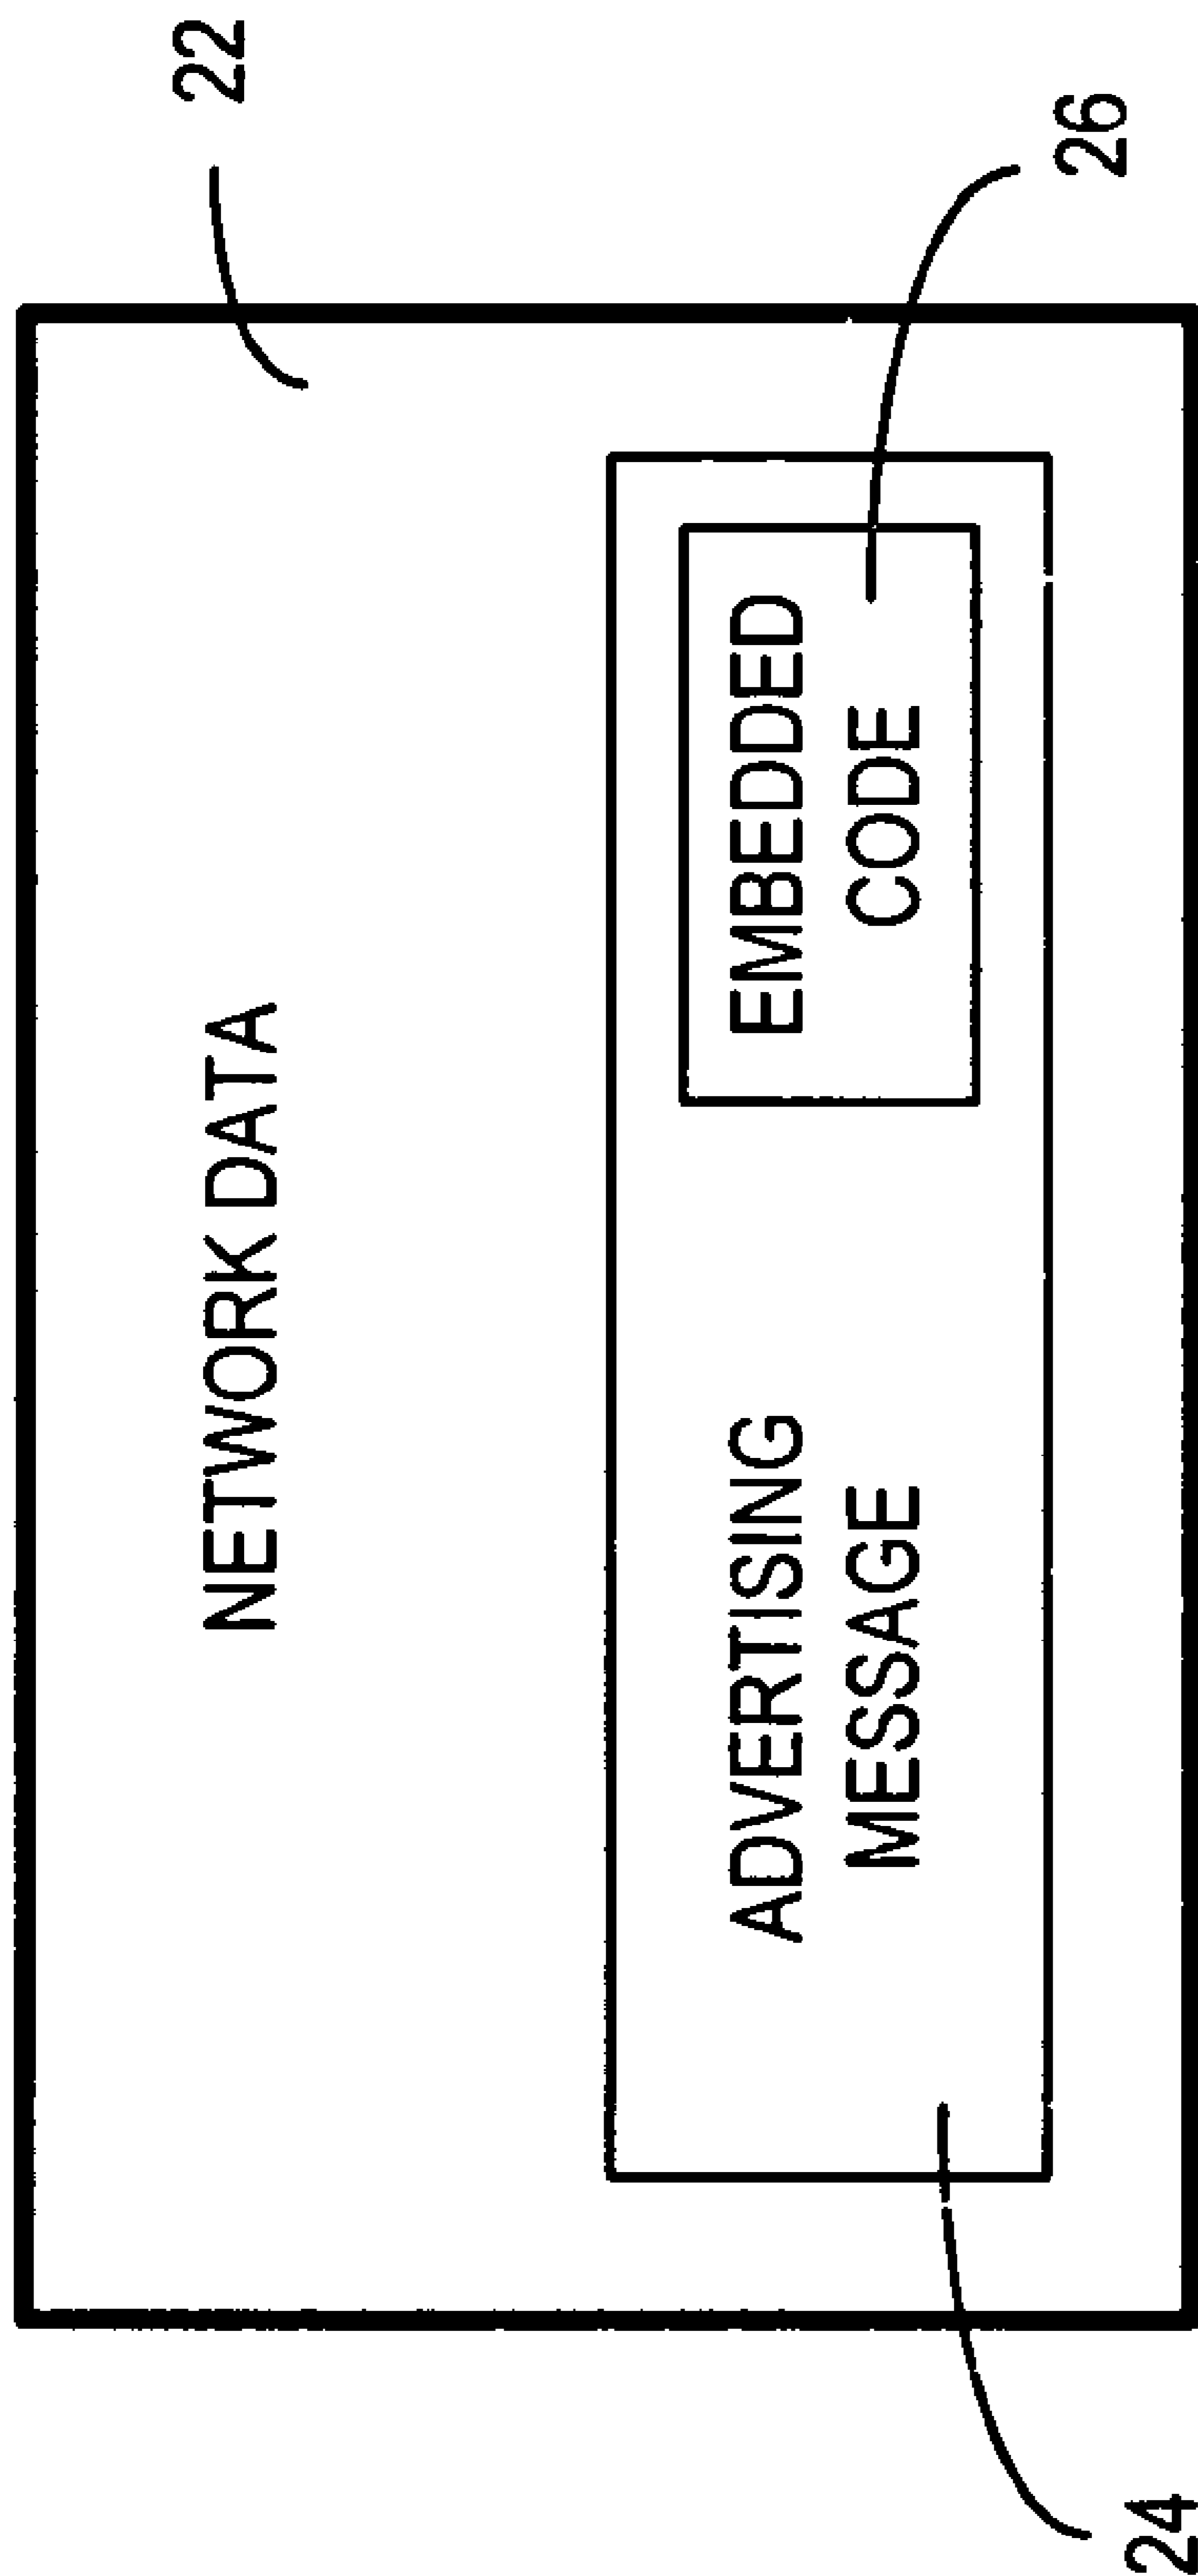 22
NETWORK DATA
ADVERTISING
MESSAGE
EMBEDDED
CODE
26
24